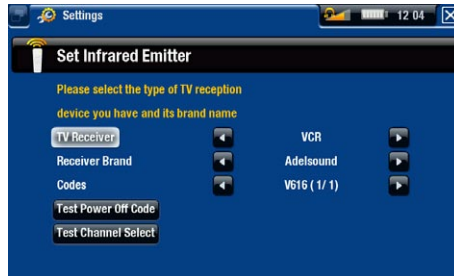 Settings
12 04
Set Infrared Emitter
Please select the type of TV reception
device you have and its brand name
TV Receiver VCR
Receiver Brand Adelsound
Codes V616 ( 1/ 1)
Test Power Off Code
Test Channel Select